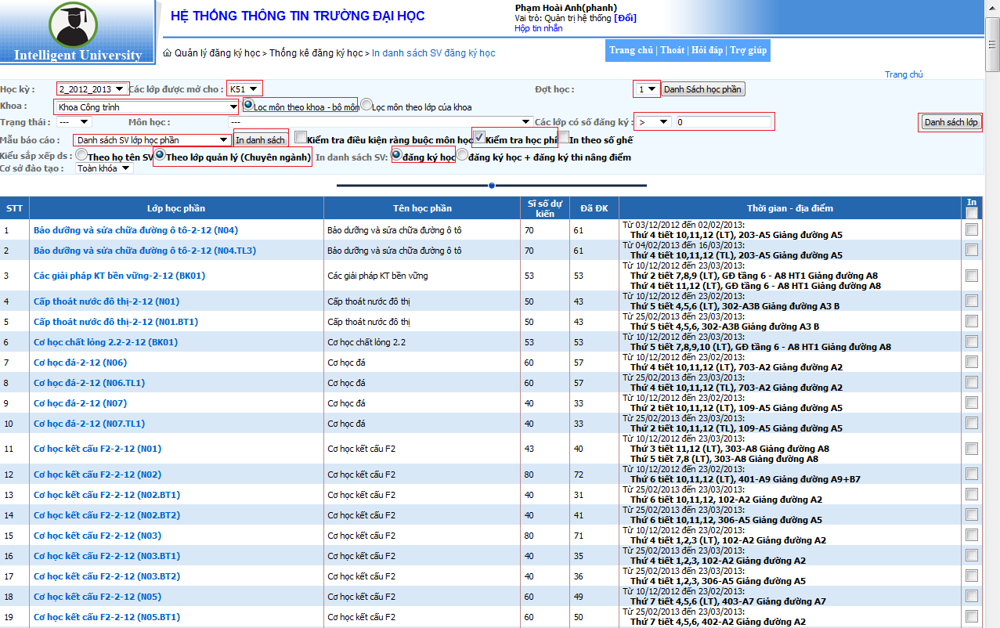 HỆ THỐNG THÔNG TIN TRƯỜNG ĐẠI HỌC
Phạm Hoài Anh(phanh)
Vai trò: Quản trị hệ thống [Đổi]
Hộp tin nhắn
Intelligent University
Quản lý đăng ký học > Thống kê đăng ký học > In danh sách SV đăng ký học
Trang chủ | Thoát | Hỏi đáp | Trợ giúp
Trang chủ
Học kỳ : 2_2012_2013 Các lớp được mở cho : K51 Đợt học : 1 Danh Sách học phần
Khoa : Khoa Công trình Lọc môn theo khoa - bô môn Lọc môn theo lớp của khoa
Trạng thái : --- Môn học : --- Các lớp có số đăng ký : > 0 Danh sách lớp
Mẫu báo cáo : Danh sách SV lớp học phần In danh sách Kiểm tra điều kiện ràng buộc môn học Kiểm tra học phí In theo số ghế
Kiểu sắp xếp ds : Theo họ tên SV Theo lớp quản lý (Chuyên ngành) In danh sách SV: đăng ký học đăng ký học + đăng ký thi nâng điểm
Cơ sở đào tạo : Toàn khóa
STT Lớp học phần Tên học phần Sĩ số dự kiến Đã ĐK Thời gian - địa điểm In
1 Bảo dưỡng và sửa chữa đường ô tô-2-12 (N04) Bảo dưỡng và sửa chữa đường ô tô 70 61 Từ 03/12/2012 đến 02/02/2013:
Thứ 4 tiết 10,11,12 (LT), 203-A5 Giảng đường A5
2 Bảo dưỡng và sửa chữa đường ô tô-2-12 (N04.TL3) Bảo dưỡng và sửa chữa đường ô tô 70 61 Từ 04/02/2013 đến 16/03/2013:
Thứ 4 tiết 10,11,12 (TL), 203-A5 Giảng đường A5
3 Các giải pháp KT bền vững-2-12 (BK01) Các giải pháp KT bền vững 53 53 Từ 10/12/2012 đến 23/03/2013:
Thứ 2 tiết 7,8,9 (LT), GĐ tầng 6 - A8 HT1 Giảng đường A8
Thứ 4 tiết 11,12 (LT), GĐ tầng 6 - A8 HT1 Giảng đường A8
4 Cấp thoát nước đô thị-2-12 (N01) Cấp thoát nước đô thị 50 43 Từ 10/12/2012 đến 23/02/2013:
Thứ 5 tiết 4,5,6 (LT), 302-A3B Giảng đường A3 B
5 Cấp thoát nước đô thị-2-12 (N01.BT1) Cấp thoát nước đô thị 50 43 Từ 25/02/2013 đến 23/03/2013:
Thứ 5 tiết 4,5,6, 302-A3B Giảng đường A3 B
6 Cơ học chất lỏng 2.2-2-12 (BK01) Cơ học chất lỏng 2.2 53 53 Từ 10/12/2012 đến 23/03/2013:
Thứ 5 tiết 7,8,9,10 (LT), GĐ tầng 6 - A8 HT1 Giảng đường A8
7 Cơ học đá-2-12 (N06) Cơ học đá 60 57 Từ 10/12/2012 đến 23/02/2013:
Thứ 4 tiết 10,11,12 (LT), 703-A2 Giảng đường A2
8 Cơ học đá-2-12 (N06.TL1) Cơ học đá 60 57 Từ 25/02/2013 đến 23/03/2013:
Thứ 4 tiết 10,11,12 (TL), 703-A2 Giảng đường A2
9 Cơ học đá-2-12 (N07) Cơ học đá 40 33 Từ 10/12/2012 đến 23/02/2013:
Thứ 2 tiết 10,11,12 (LT), 109-A5 Giảng đường A5
10 Cơ học đá-2-12 (N07.TL1) Cơ học đá 40 33 Từ 25/02/2013 đến 23/03/2013:
Thứ 2 tiết 10,11,12 (TL), 109-A5 Giảng đường A5
11 Cơ học kết cấu F2-2-12 (N01) Cơ học kết cấu F2 43 40 Từ 10/12/2012 đến 23/03/2013:
Thứ 3 tiết 11,12 (LT), 303-A8 Giảng đường A8
Thứ 5 tiết 7,8 (LT), 303-A8 Giảng đường A8
12 Cơ học kết cấu F2-2-12 (N02) Cơ học kết cấu F2 80 72 Từ 10/12/2012 đến 23/02/2013:
Thứ 6 tiết 10,11,12 (LT), 401-A9 Giảng đường A9+B7
13 Cơ học kết cấu F2-2-12 (N02.BT1) Cơ học kết cấu F2 40 31 Từ 25/02/2013 đến 23/03/2013:
Thứ 6 tiết 10,11,12, 102-A2 Giảng đường A2
14 Cơ học kết cấu F2-2-12 (N02.BT2) Cơ học kết cấu F2 40 41 Từ 25/02/2013 đến 23/03/2013:
Thứ 6 tiết 10,11,12, 306-A5 Giảng đường A5
15 Cơ học kết cấu F2-2-12 (N03) Cơ học kết cấu F2 80 71 Từ 10/12/2012 đến 23/02/2013:
Thứ 4 tiết 1,2,3 (LT), 102-A2 Giảng đường A2
16 Cơ học kết cấu F2-2-12 (N03.BT1) Cơ học kết cấu F2 40 35 Từ 25/02/2013 đến 23/03/2013:
Thứ 4 tiết 1,2,3, 102-A2 Giảng đường A2
17 Cơ học kết cấu F2-2-12 (N03.BT2) Cơ học kết cấu F2 40 36 Từ 25/02/2013 đến 23/03/2013:
Thứ 4 tiết 1,2,3, 306-A5 Giảng đường A5
18 Cơ học kết cấu F2-2-12 (N05) Cơ học kết cấu F2 60 49 Từ 10/12/2012 đến 23/02/2013:
Thứ 7 tiết 4,5,6 (LT), 403-A7 Giảng đường A7
19 Cơ học kết cấu F2-2-12 (N05.BT1) Cơ học kết cấu F2 60 50 Từ 25/02/2013 đến 23/03/2013:
Thứ 7 tiết 4,5,6, 402-A2 Giảng đường A2